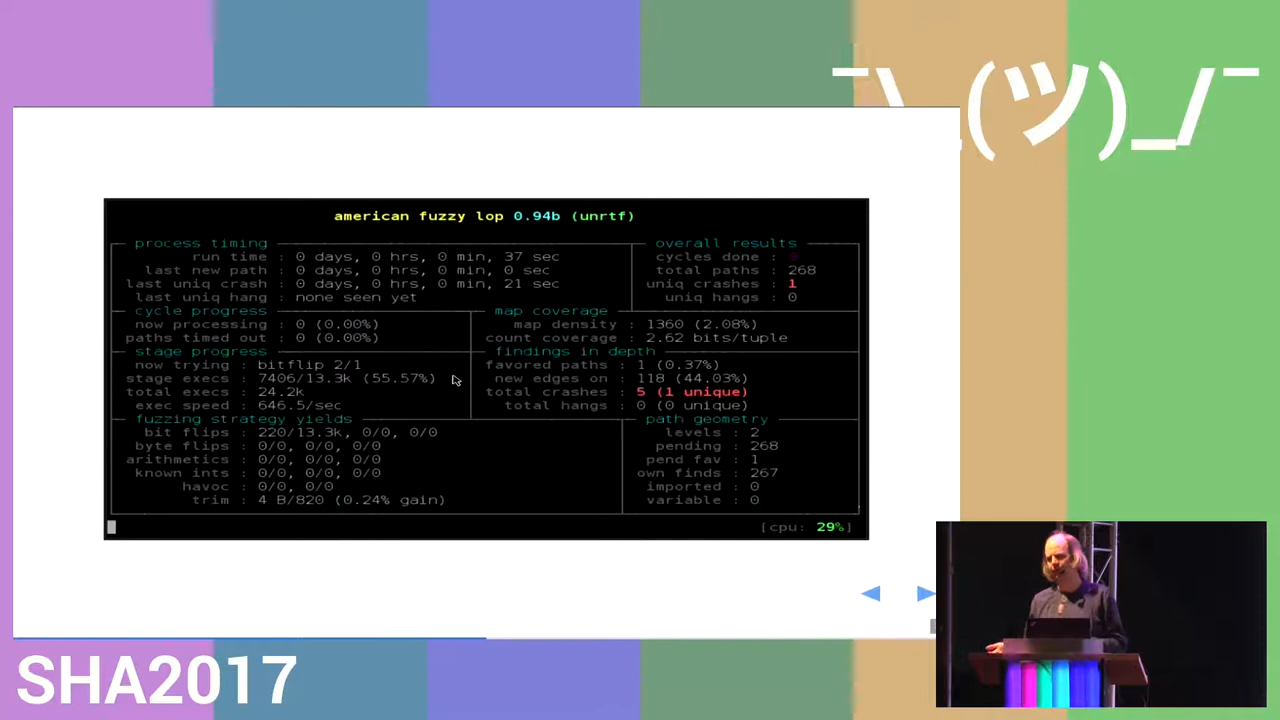 ¯\_(ツ)_/¯
american fuzzy lop 0.94b (unrtf)
process timing
run time : 0 days, 0 hrs, 0 min, 37 sec
last new path : 0 days, 0 hrs, 0 min, 0 sec
last uniq crash : 0 days, 0 hrs, 0 min, 21 sec
last uniq hang : none seen yet
overall results
cycles done : 0
total paths : 268
uniq crashes : 1
uniq hangs : 0
cycle progress
now processing : 0 (0.00%)
paths timed out : 0 (0.00%)
map coverage
map density : 1360 (2.08%)
count coverage : 2.62 bits/tuple
stage progress
now trying : bitflip 2/1
stage execs : 7406/13.3k (55.57%)
total execs : 24.2k
exec speed : 646.5/sec
findings in depth
favored paths : 1 (0.37%)
new edges on : 118 (44.03%)
total crashes : 5 (1 unique)
total hangs : 0 (0 unique)
fuzzing strategy yields
bit flips : 220/13.3k, 0/0, 0/0
byte flips : 0/0, 0/0, 0/0
arithmetics : 0/0, 0/0, 0/0
known ints : 0/0, 0/0, 0/0
havoc : 0/0, 0/0
trim : 4 B/820 (0.24% gain)
path geometry
levels : 2
pending : 268
pend fav : 1
own finds : 267
imported : 0
variable : 0
[cpu: 29%]
SHA2017